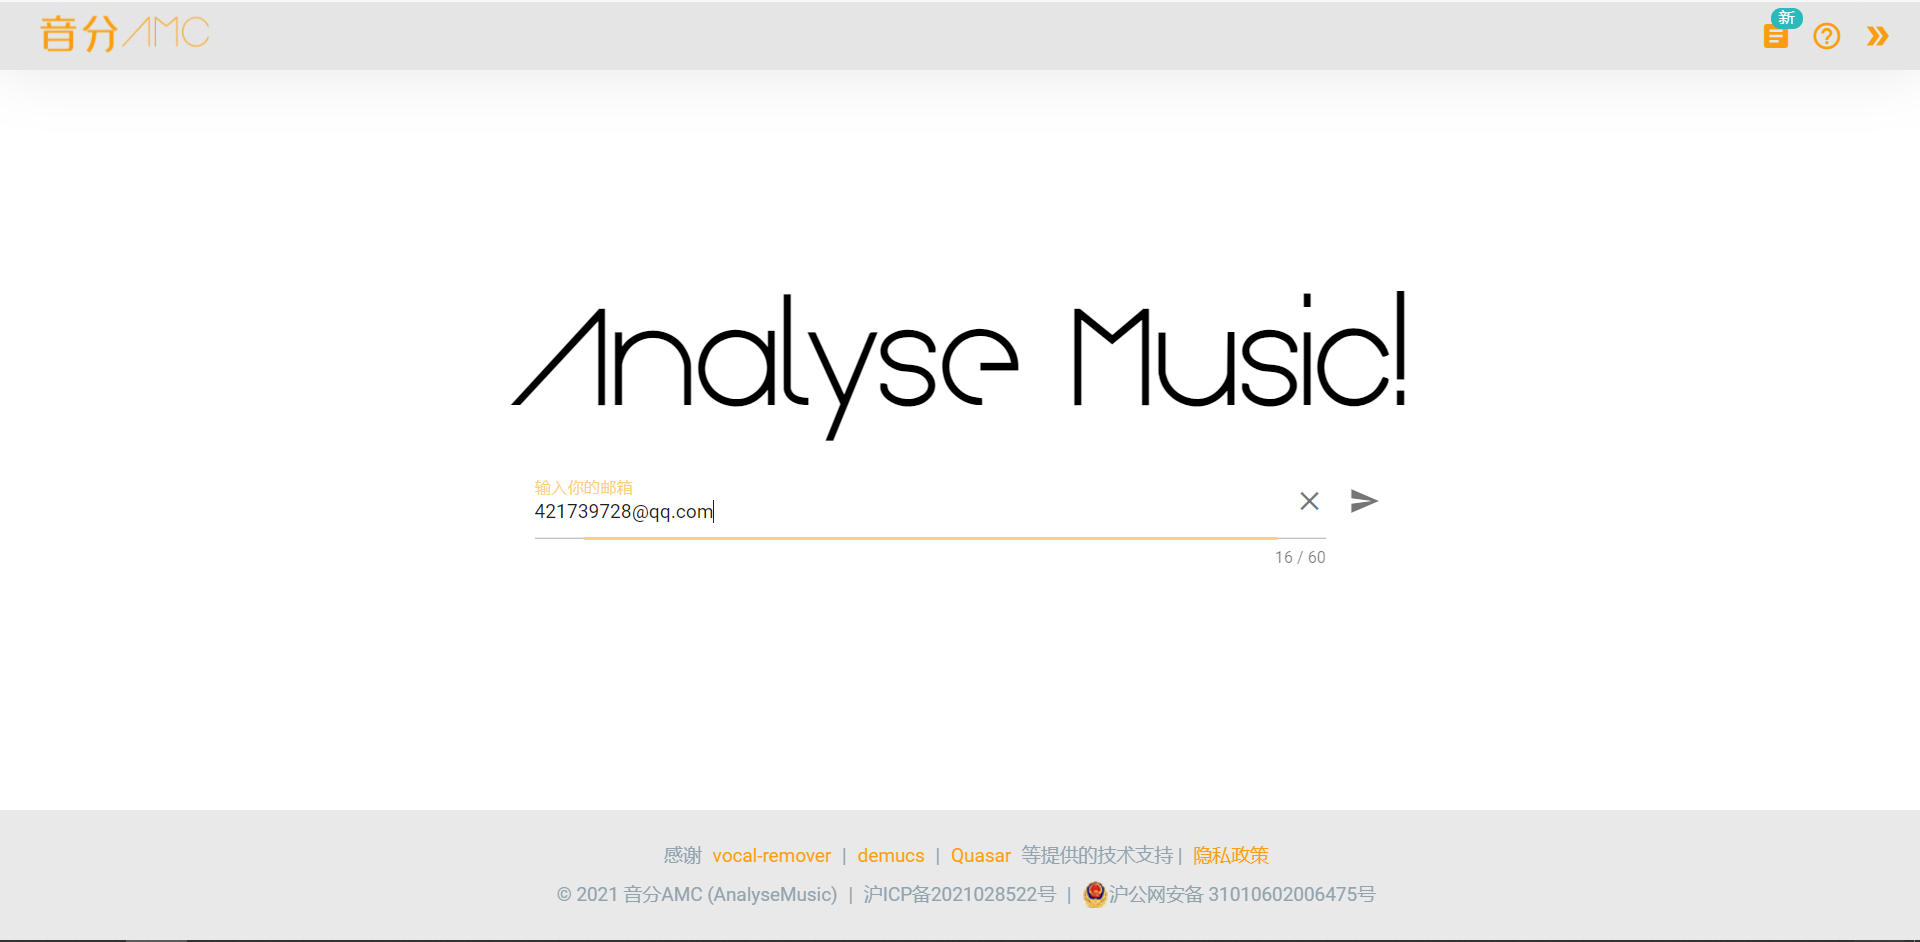 音分AMC
新
Analyse Music!
输入你的邮箱
421739728@qq.com
16 / 60
感谢 vocal-remover | demucs | Quasar 等提供的技术支持 | 隐私政策
© 2021 音分AMC (AnalyseMusic) | 沪ICP备2021028522号 | 沪公网安备 31010602006475号